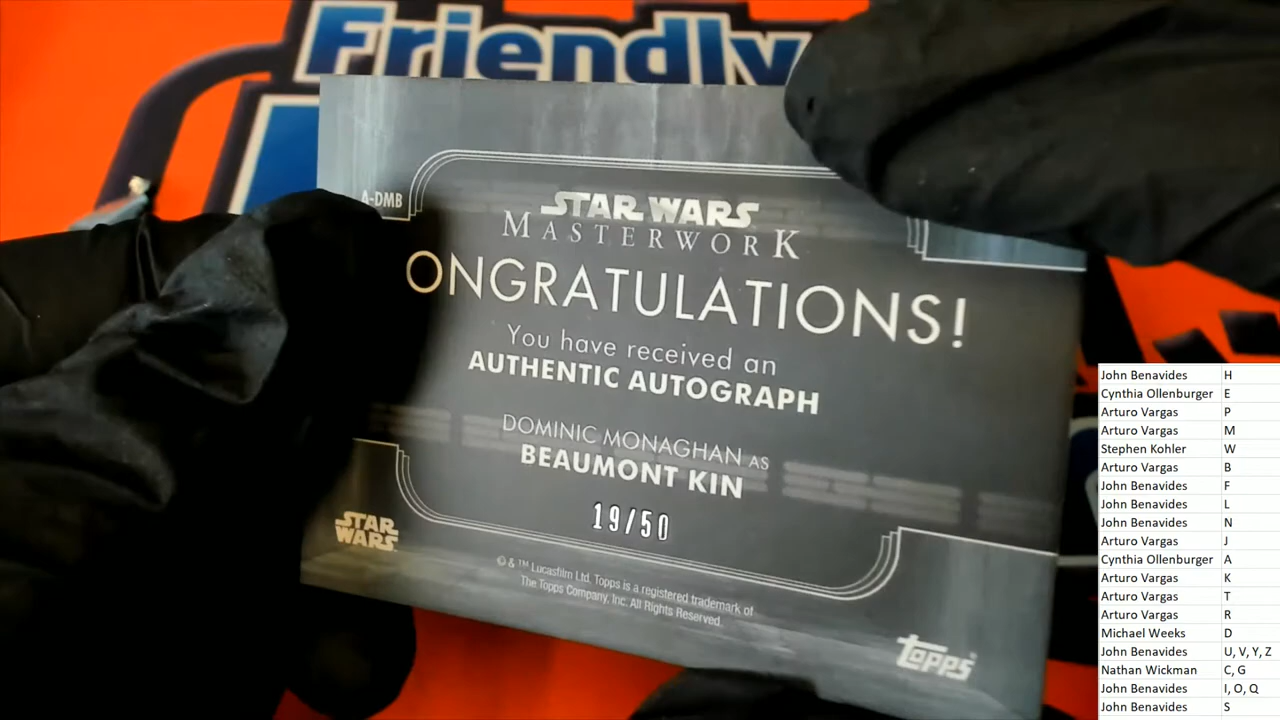 Friendly
A-DMB
STAR WARS
MASTERWORK
ONGRATULATIONS!
You have received an
AUTHENTIC AUTOGRAPH
DOMINIC MONAGHAN AS
BEAUMONT KIN
19/50
STAR WARS
© & ™ Lucasfilm Ltd. Topps is a registered trademark of
The Topps Company, Inc. All Rights Reserved.
topps
John Benavides H
Cynthia Ollenburger E
Arturo Vargas P
Arturo Vargas M
Stephen Kohler W
Arturo Vargas B
John Benavides F
John Benavides L
John Benavides N
Arturo Vargas J
Cynthia Ollenburger A
Arturo Vargas K
Arturo Vargas T
Arturo Vargas R
Michael Weeks D
John Benavides U, V, Y, Z
Nathan Wickman C, G
John Benavides I, O, Q
John Benavides S